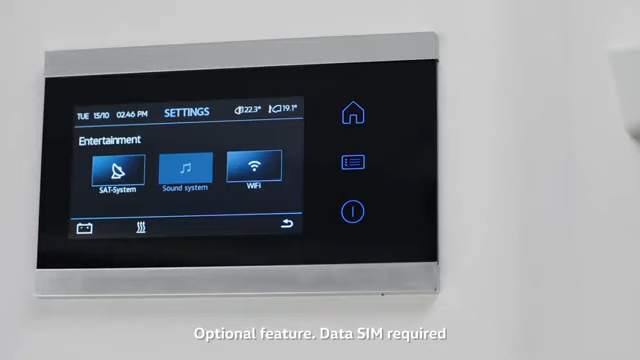 TUE 15/10 02.46 PM SETTINGS 22.3° 19.1°
Entertainment
SAT-System Sound system WiFi
Optional feature. Data SIM required